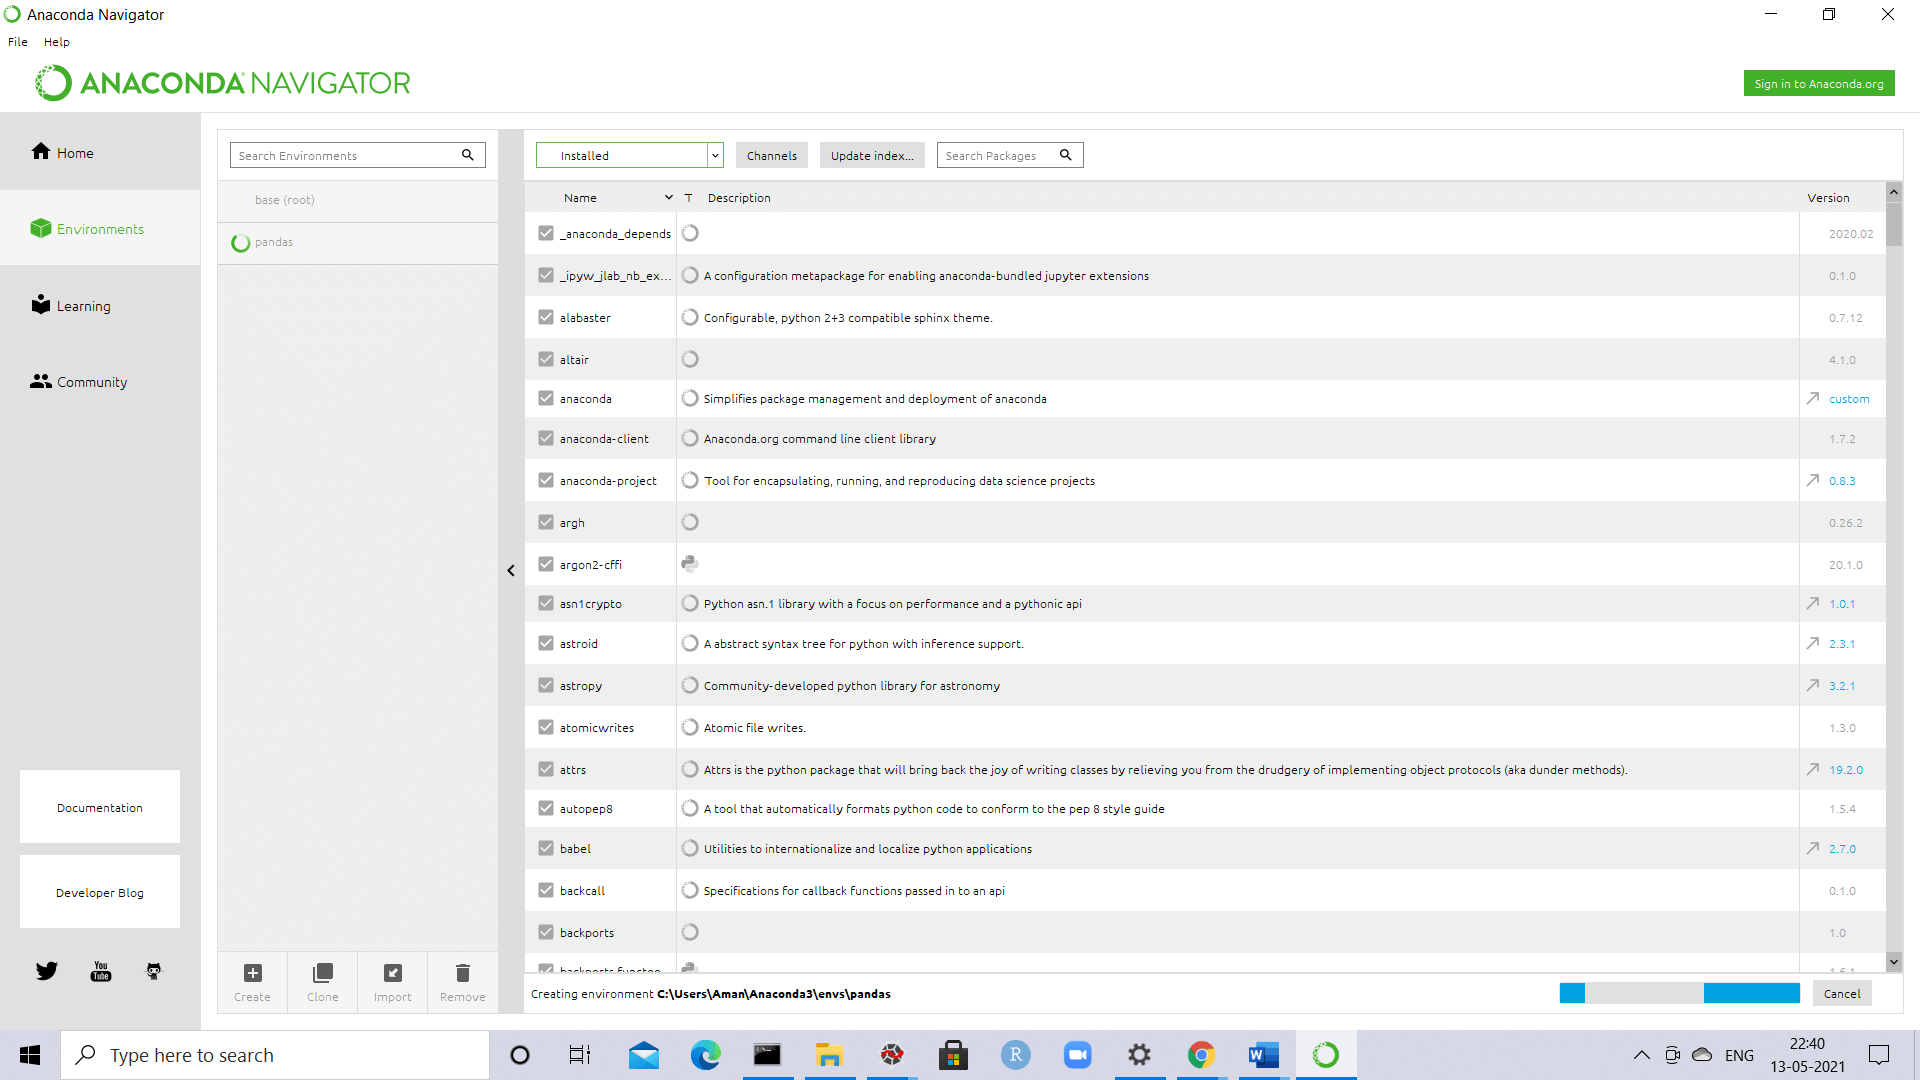 Anaconda Navigator
File Help
ANACONDA NAVIGATOR
Sign in to Anaconda.org
Home
Environments
Learning
Community
Documentation
Developer Blog
You
Tube
Search Environments
base (root)
pandas
Create Clone Import Remove
Installed Channels Update index... Search Packages
Name T Description Version
_anaconda_depends 2020.02
_ipyw_jlab_nb_ex... A configuration metapackage for enabling anaconda-bundled jupyter extensions 0.1.0
alabaster Configurable, python 2+3 compatible sphinx theme. 0.7.12
altair 4.1.0
anaconda Simplifies package management and deployment of anaconda custom
anaconda-client Anaconda.org command line client library 1.7.2
anaconda-project Tool for encapsulating, running, and reproducing data science projects 0.8.3
argh 0.26.2
argon2-cffi 20.1.0
asn1crypto Python asn.1 library with a focus on performance and a pythonic api 1.0.1
astroid A abstract syntax tree for python with inference support. 2.3.1
astropy Community-developed python library for astronomy 3.2.1
atomicwrites Atomic file writes. 1.3.0
attrs Attrs is the python package that will bring back the joy of writing classes by relieving you from the drudgery of implementing object protocols (aka dunder methods). 19.2.0
autopep8 A tool that automatically formats python code to conform to the pep 8 style guide 1.5.4
babel Utilities to internationalize and localize python applications 2.7.0
backcall Specifications for callback functions passed in to an api 0.1.0
backports 1.0
Creating environment C:\Users\Aman\Anaconda3\envs\pandas Cancel
Type here to search
R
W
ENG
22:40
13-05-2021